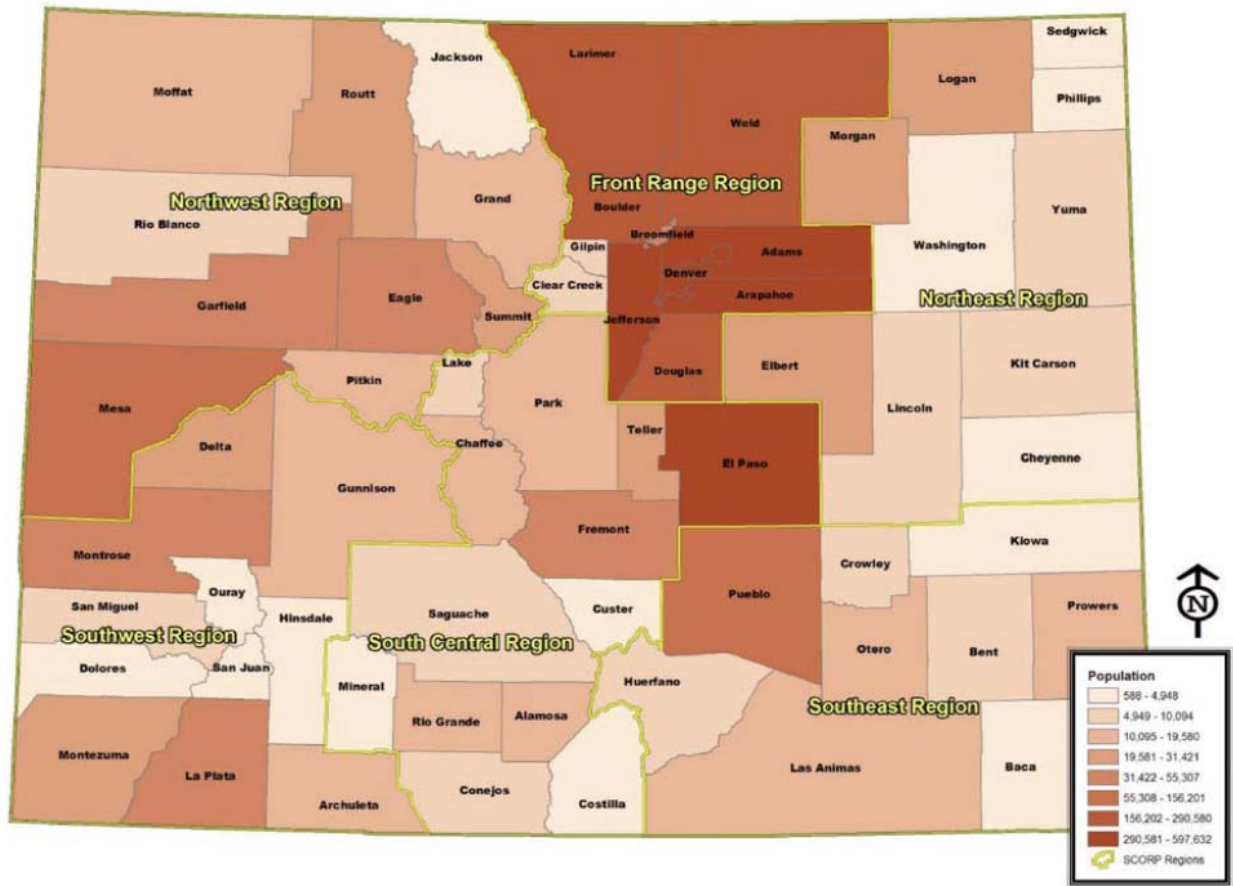 Sedgwick
Larimer
Jackson
Logan
Moffat
Routt
Phillips
Weld
Morgan
Front Range Region
Northwest Region
Grand
Boulder
Yuma
Rio Blanco
Broomfield
Gilpin
Washington
Adams
Denver
Clear Creek
Arapahoe
Northeast Region
Eagle
Garfield
Summit
Jefferson
Lake
Kit Carson
Elbert
Douglas
Pitkin
Park
Mesa
Lincoln
Teller
Chaffee
Delta
Cheyenne
El Paso
Gunnison
Fremont
Kiowa
Montrose
Crowley
Ouray
Pueblo
San Miguel
Hinsdale
Saguache
Custer
Prowers
Southwest Region
South Central Region
Otero
Bent
Dolores
San Juan
Mineral
Huerfano
Southeast Region
Rio Grande
Alamosa
Montezuma
La Plata
Las Animas
Baca
Conejos
Archuleta
Costilla
N
Population
588 - 4,948
4,949 - 10,094
10,095 - 19,580
19,581 - 31,421
31,422 - 55,307
55,308 - 156,201
156,202 - 290,580
290,581 - 597,632
SCORP Regions